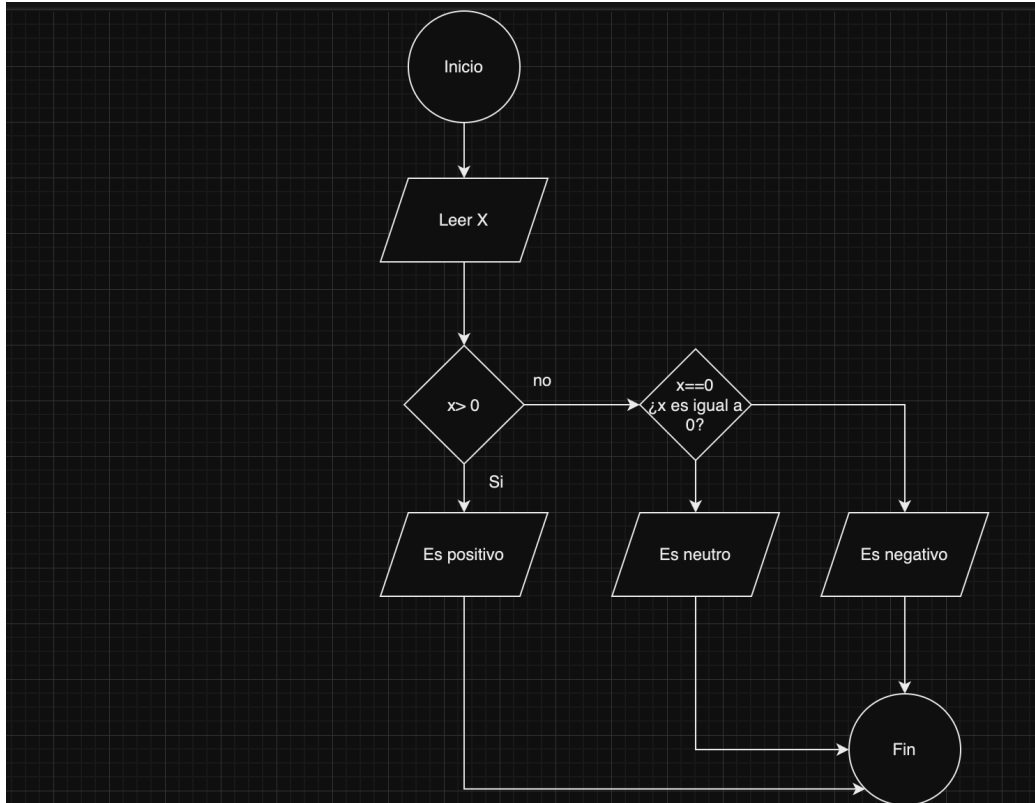 Inicio
Leer X
x> 0
no
x==0
¿x es igual a
0?
Si
Es positivo
Es neutro
Es negativo
Fin